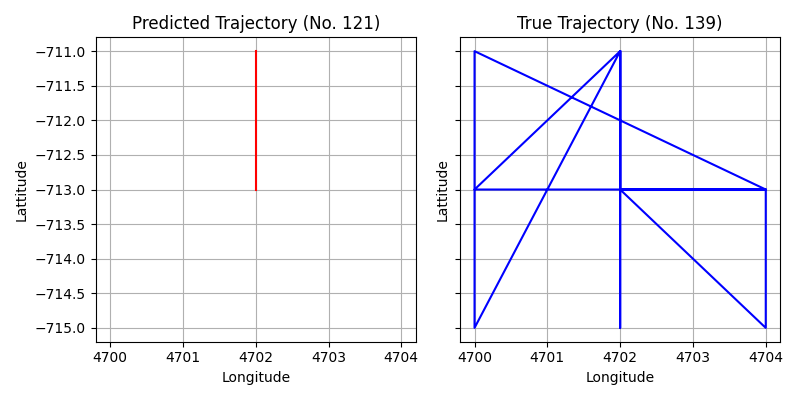 Predicted Trajectory (No. 121)
Lattitude
−711.0
−711.5
−712.0
−712.5
−713.0
−713.5
−714.0
−714.5
−715.0
4700 4701 4702 4703 4704
Longitude
True Trajectory (No. 139)
Lattitude
4700 4701 4702 4703 4704
Longitude